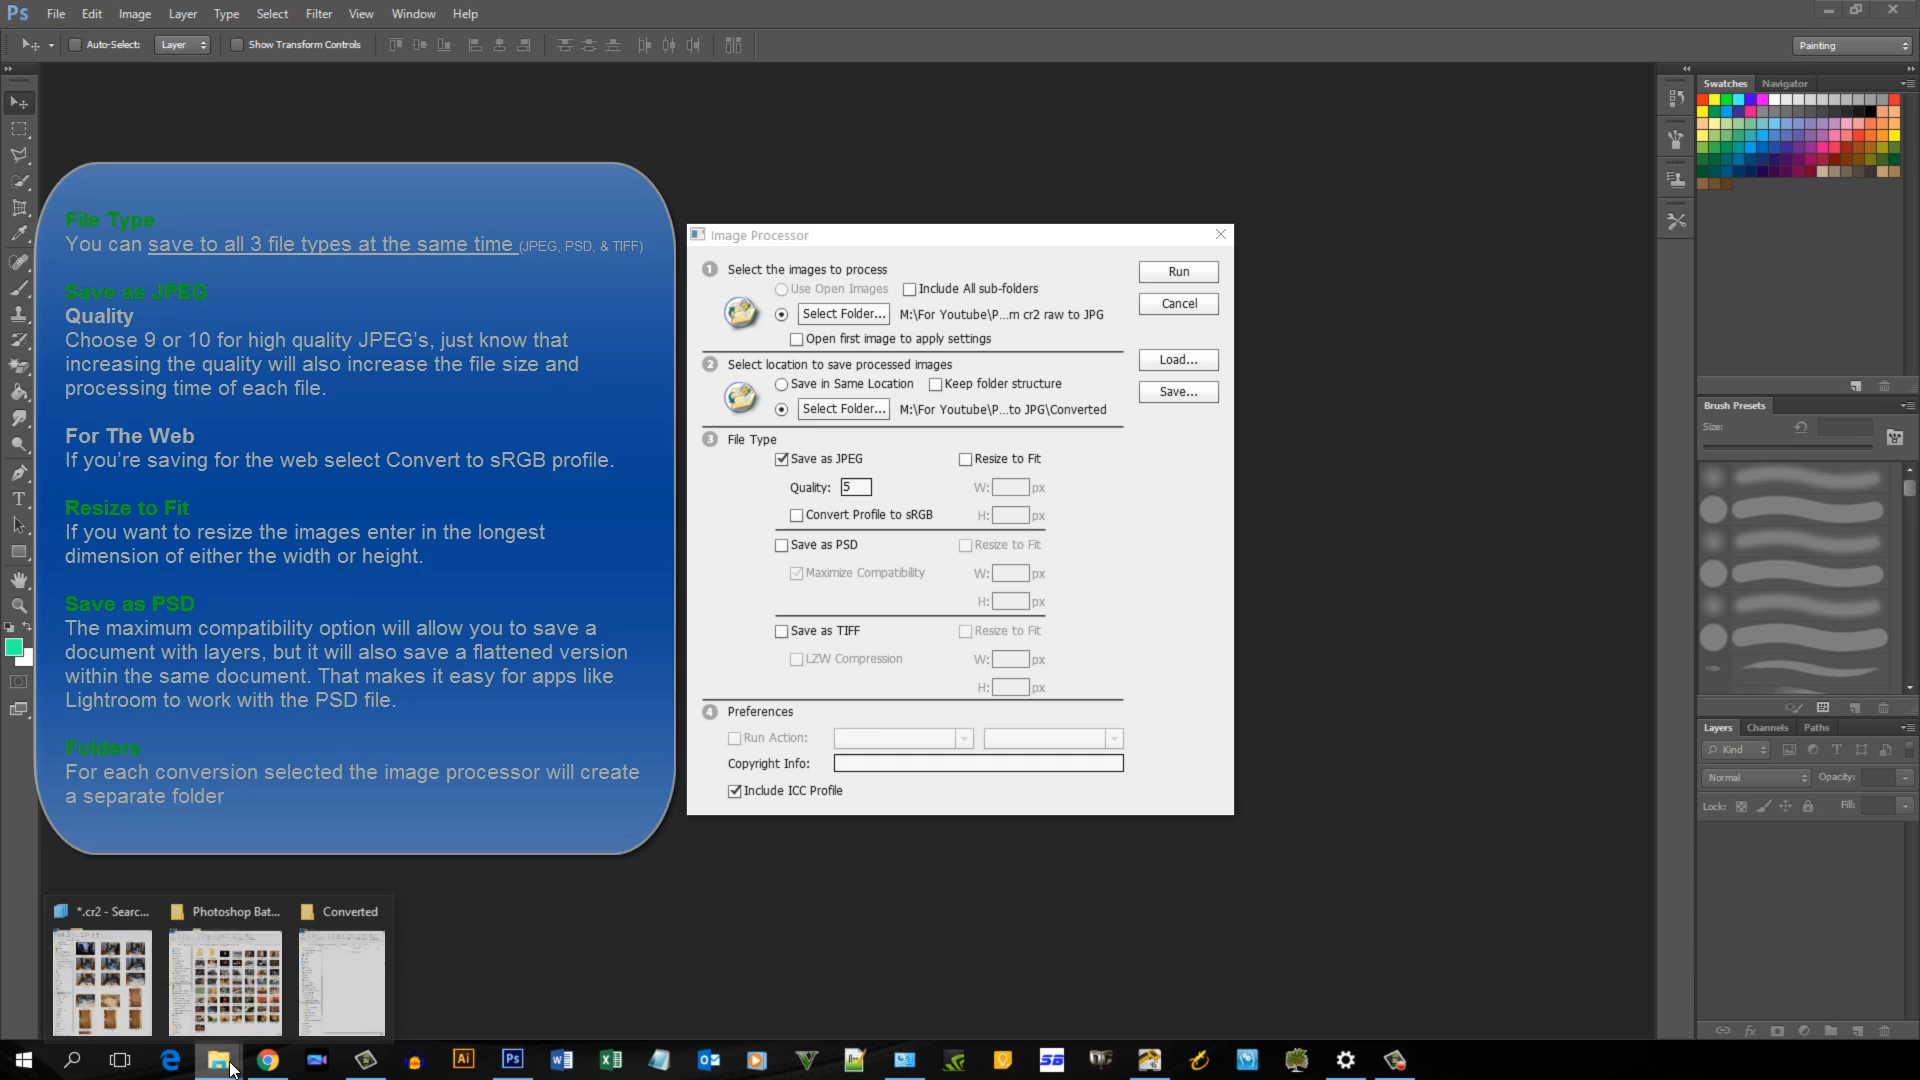 Ps File Edit Image Layer Type Select Filter View Window Help
Auto-Select: Layer Show Transform Controls Painting
Swatches Navigator
File Type
You can save to all 3 file types at the same time (JPEG, PSD, & TIFF)
Save as JPEG
Quality
Choose 9 or 10 for high quality JPEG's, just know that
increasing the quality will also increase the file size and
processing time of each file.
For The Web
If you're saving for the web select Convert to sRGB profile.
Resize to Fit
If you want to resize the images enter in the longest
dimension of either the width or height.
Save as PSD
The maximum compatibility option will allow you to save a
document with layers, but it will also save a flattened version
within the same document. That makes it easy for apps like
Lightroom to work with the PSD file.
Folders
For each conversion selected the image processor will create
a separate folder
Image Processor
1 Select the images to process
Use Open Images Include All sub-folders
Select Folder... M:\For Youtube\P...m cr2 raw to JPG
Open first image to apply settings
2 Select location to save processed images
Save in Same Location Keep folder structure
Select Folder... M:\For Youtube\P...to JPG\Converted
3 File Type
Save as JPEG Resize to Fit
Quality: 5 W: px
Convert Profile to sRGB H: px
Save as PSD Resize to Fit
Maximize Compatibility W: px
H: px
Save as TIFF Resize to Fit
LZW Compression W: px
H: px
4 Preferences
Run Action:
Copyright Info:
Include ICC Profile
Run
Cancel
Load...
Save...
Brush Presets
Size:
Layers Channels Paths
Kind
Normal Opacity:
Lock: Fill:
*.cr2 - Searc... Photoshop Bat... Converted
Ai Ps